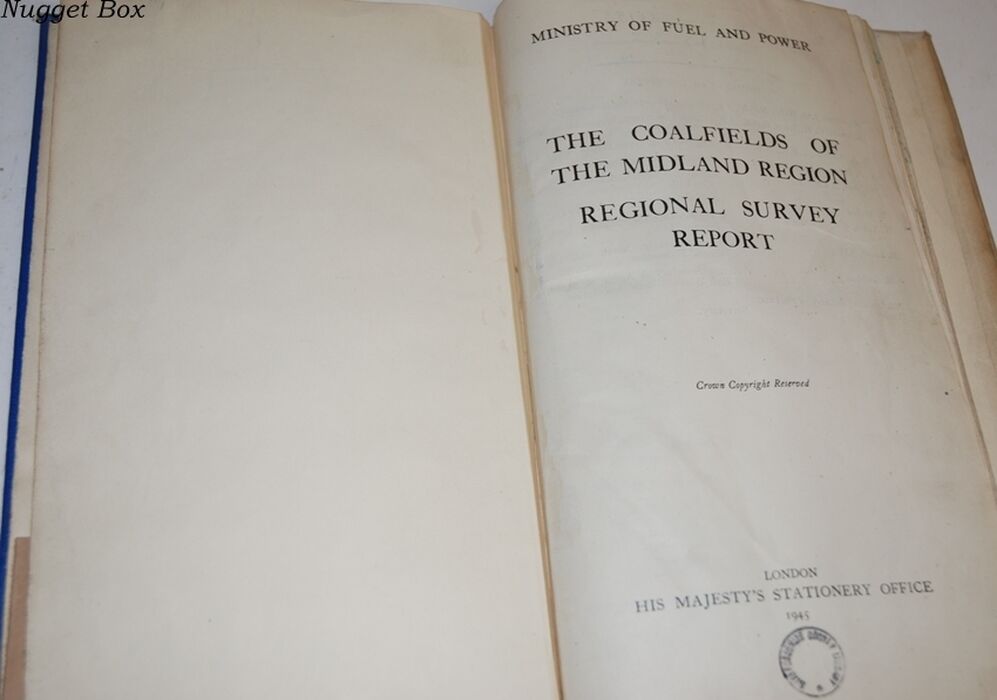 Nugget Box
MINISTRY OF FUEL AND POWER
THE COALFIELDS OF
THE MIDLAND REGION
REGIONAL SURVEY
REPORT
Crown Copyright Reserved
LONDON
HIS MAJESTY'S STATIONERY OFFICE
1945